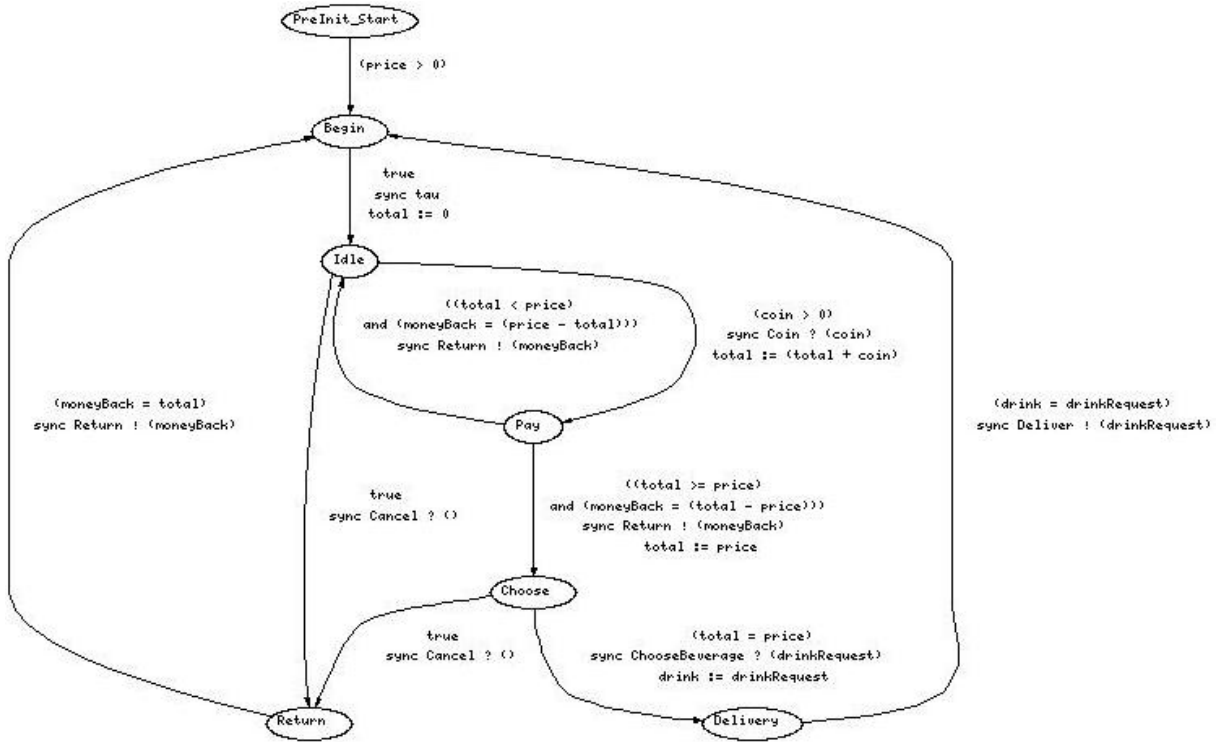 PreInit_Start
(price > 0)
Begin
true
sync tau
total := 0
Idle
((total < price)
and (moneyBack = (price - total)))
sync Return ! (moneyBack)
(coin > 0)
sync Coin ? (coin)
total := (total + coin)
(moneyBack = total)
sync Return ! (moneyBack)
(drink = drinkRequest)
sync Deliver ! (drinkRequest)
Pay
true
sync Cancel ? ()
((total >= price)
and (moneyBack = (total - price)))
sync Return ! (moneyBack)
total := price
Choose
true
sync Cancel ? ()
(total = price)
sync ChooseBeverage ? (drinkRequest)
drink := drinkRequest
Return
Delivery